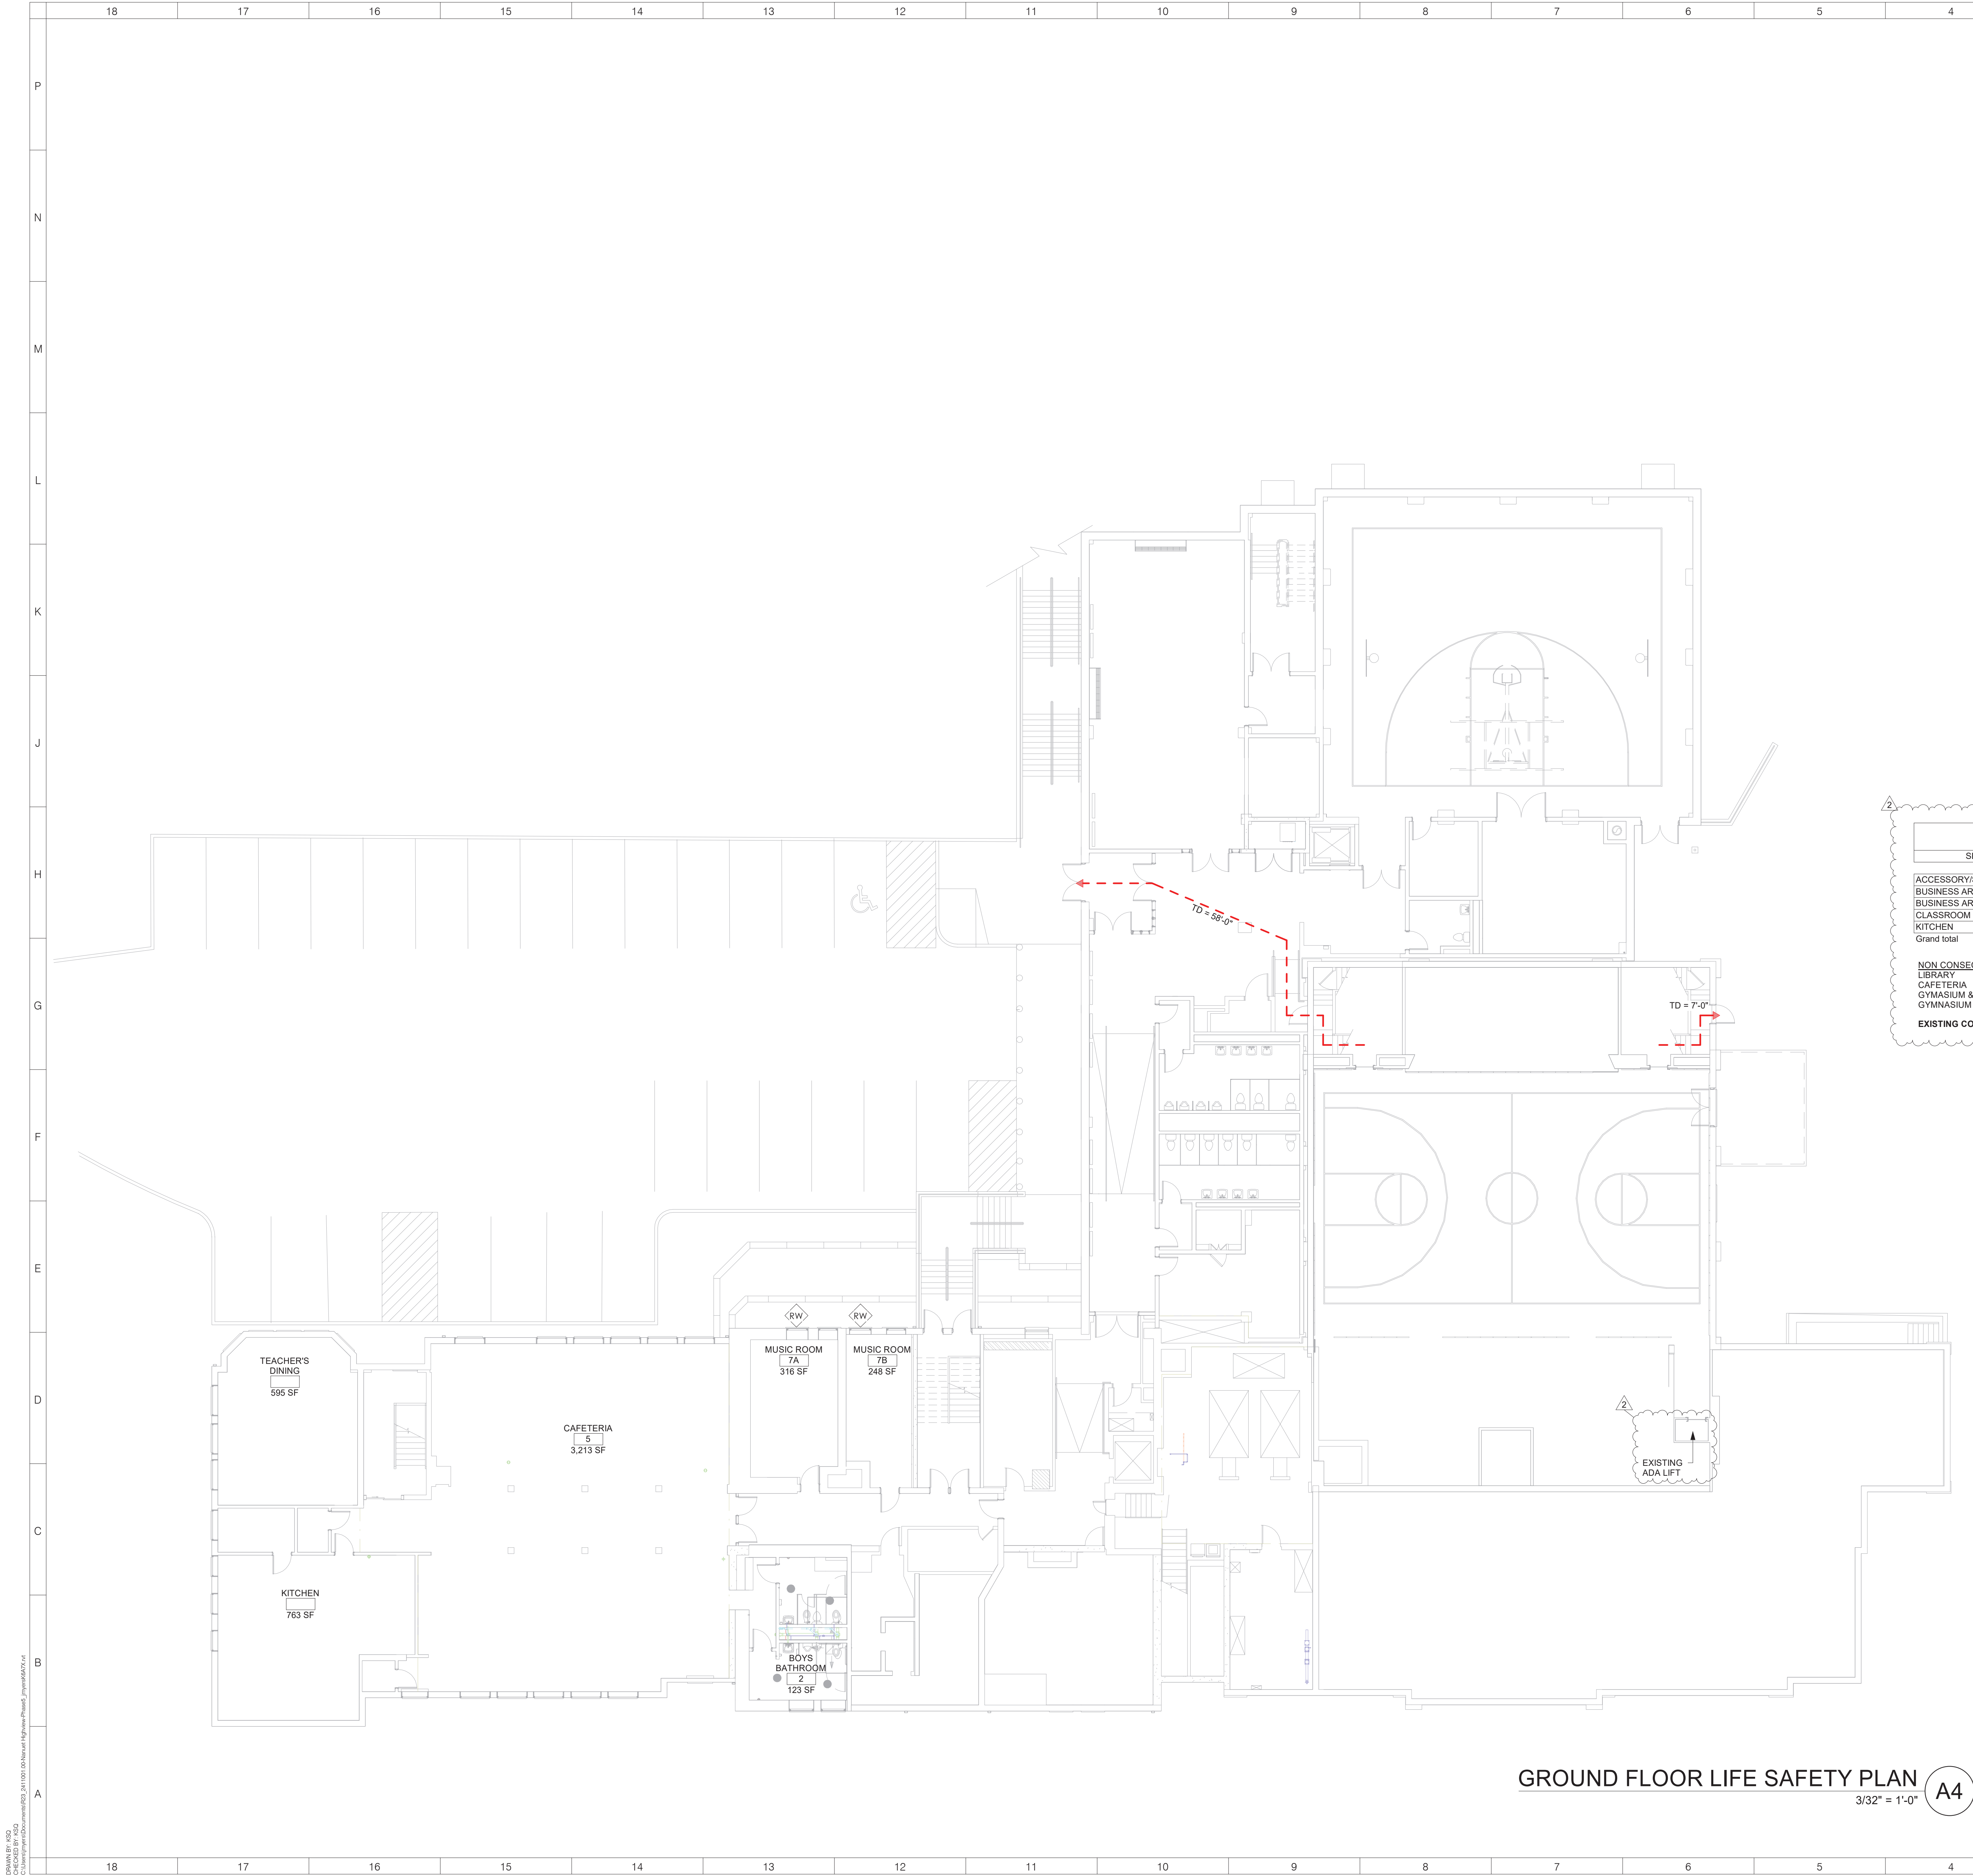 18 17 16 15 14 13 12 11 10 9 8 7 6 5 4
P
N
M
L
K
J
H
G
F
E
D
C
B
A
2
ACCESSORY/
BUSINESS AR
BUSINESS AR
CLASSROOM
KITCHEN
Grand total
NON CONSE
LIBRARY
CAFETERIA
GYMASIUM &
GYMNASIUM
EXISTING CO
TD = 58'-0"
TD = 7'-0"
RW
RW
TEACHER'S
DINING
595 SF
MUSIC ROOM
7A
316 SF
MUSIC ROOM
7B
248 SF
CAFETERIA
5
3,213 SF
2
EXISTING
ADA LIFT
KITCHEN
763 SF
BOYS
BATHROOM
2
123 SF
GROUND FLOOR LIFE SAFETY PLAN
3/32" = 1'-0"
A4
DRAWN BY: KSQ
CHECKED BY: KSQ
18 17 16 15 14 13 12 11 10 9 8 7 6 5 4